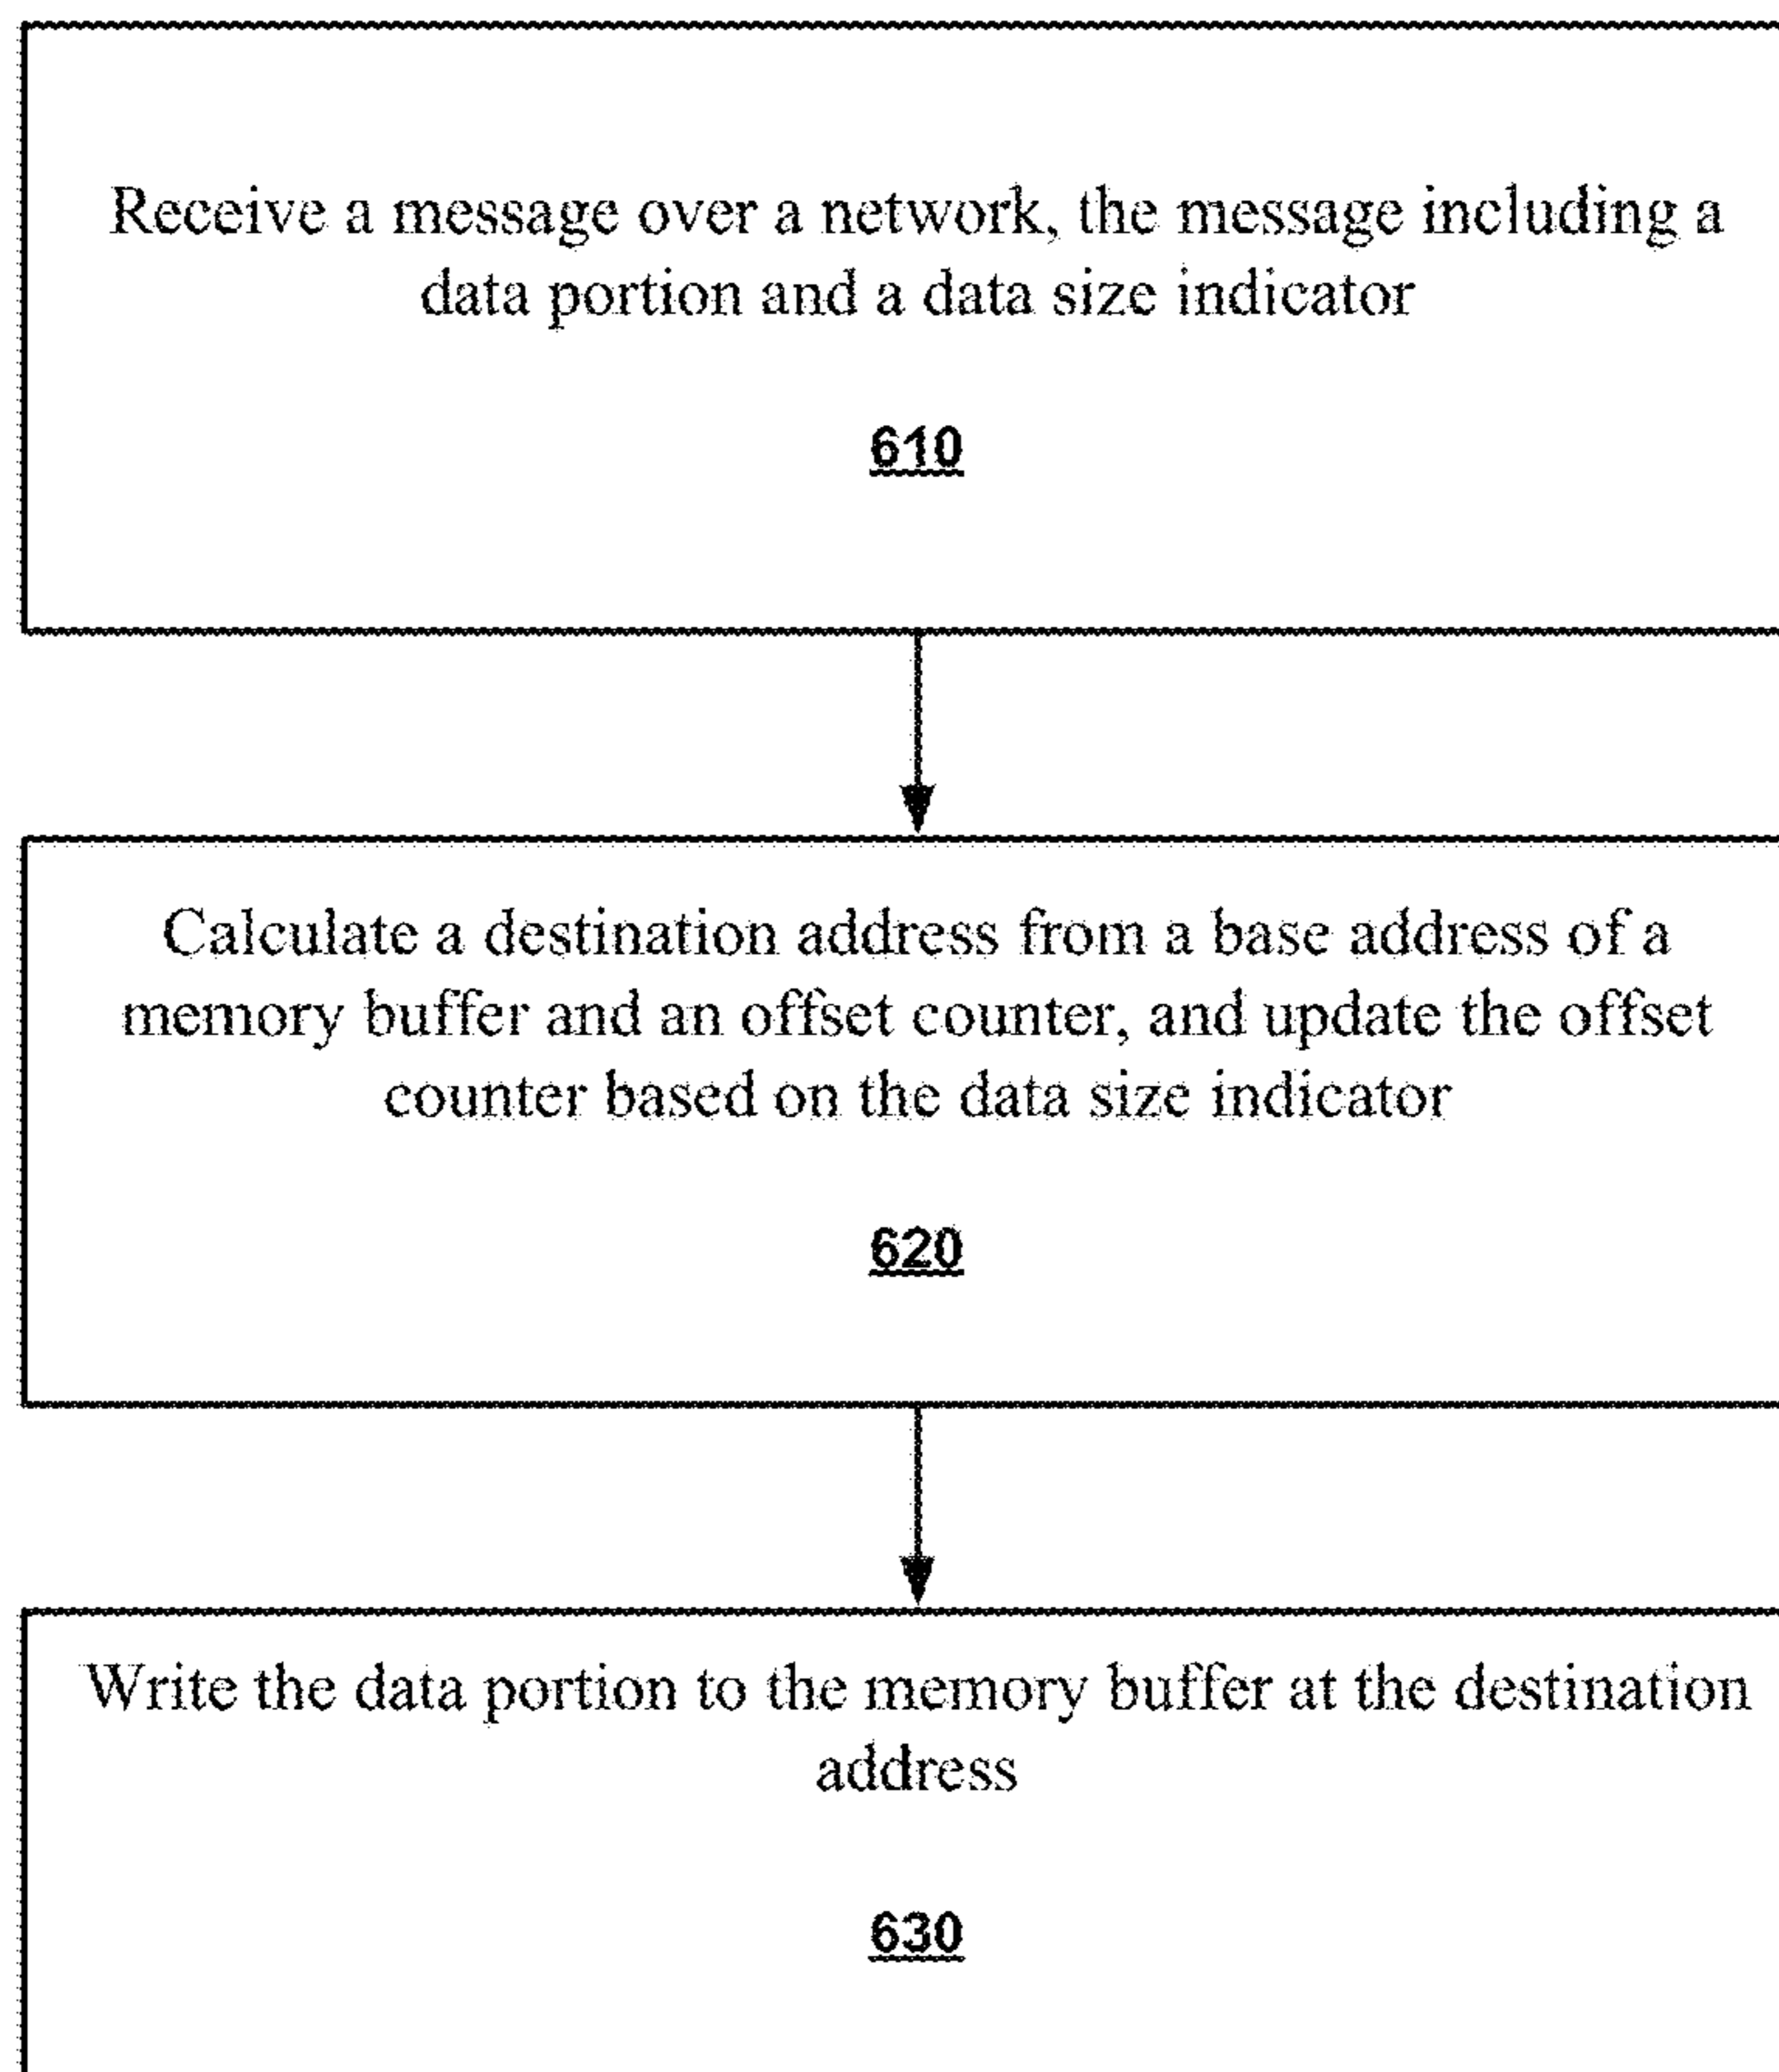 Receive a message over a network, the message including a
data portion and a data size indicator
610
Calculate a destination address from a base address of a
memory buffer and an offset counter, and update the offset
counter based on the data size indicator
620
Write the data portion to the memory buffer at the destination
address
630